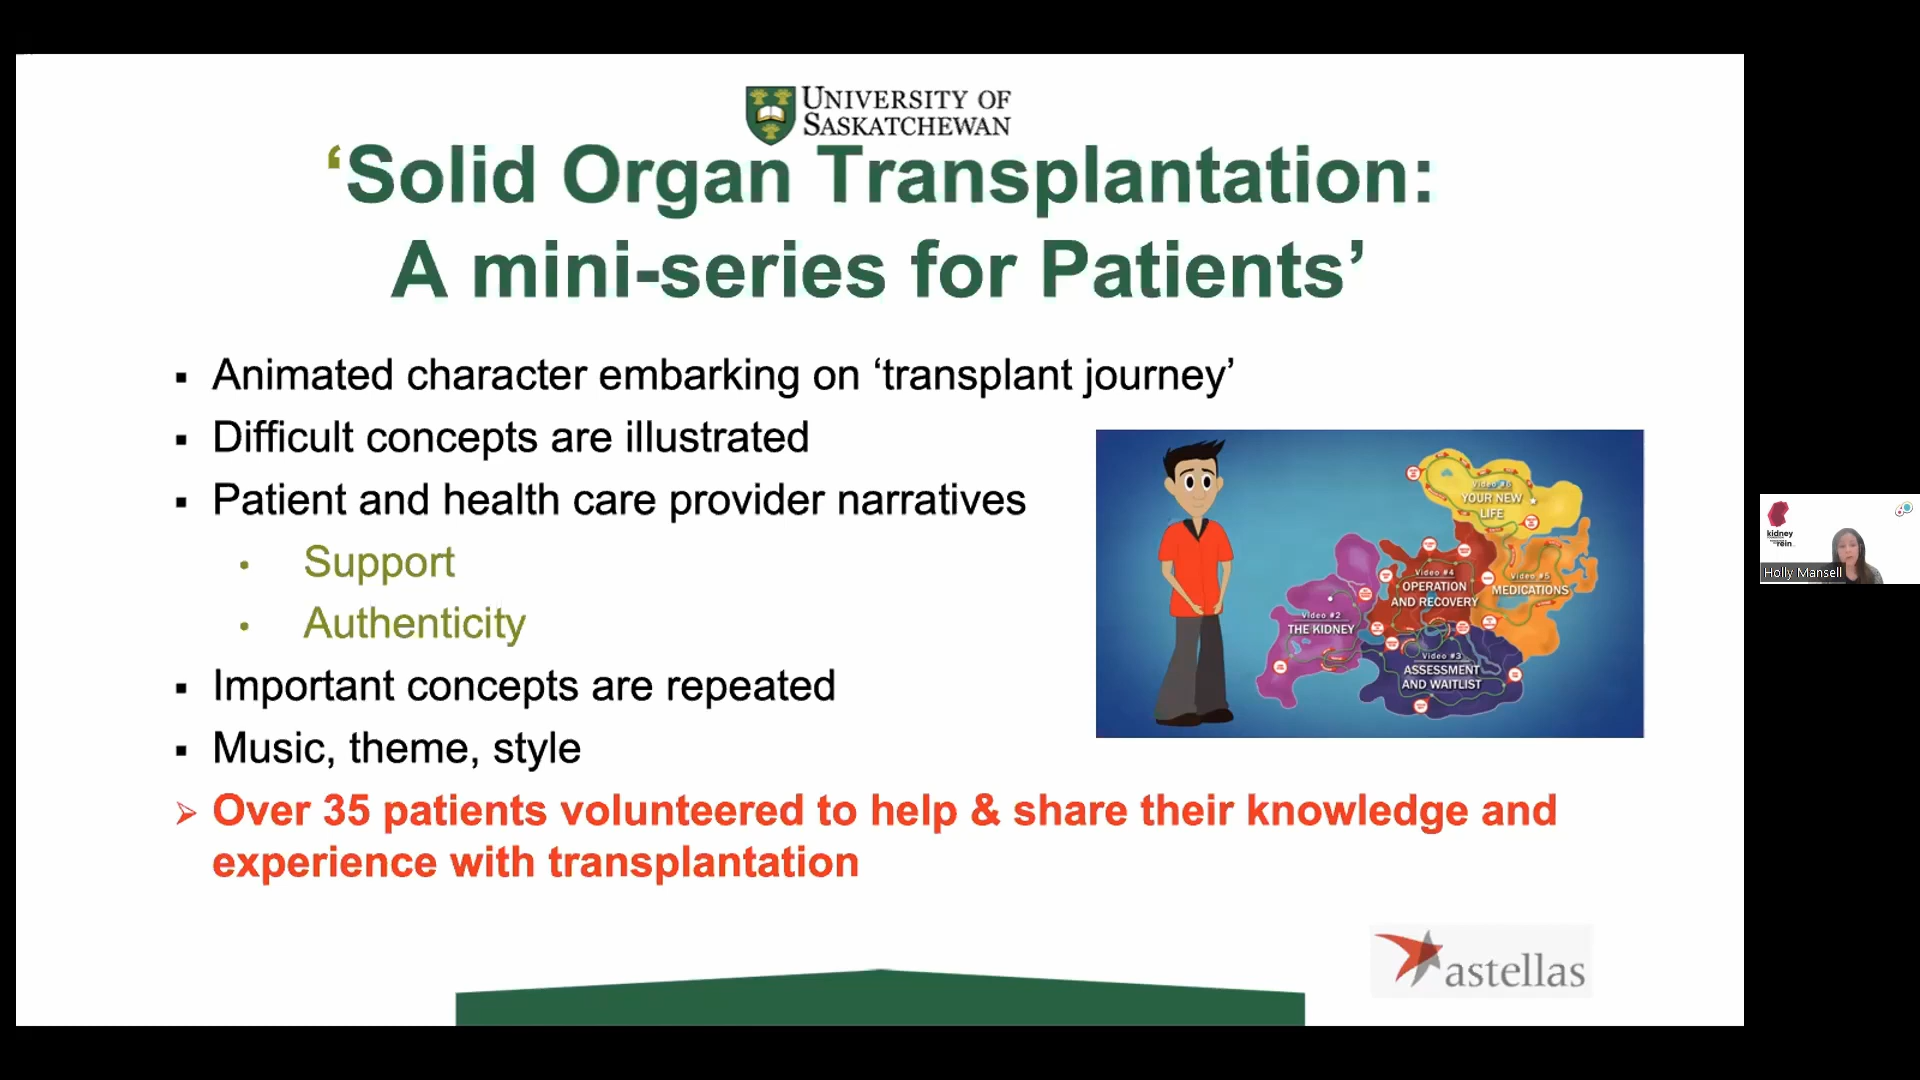 UNIVERSITY OF
SASKATCHEWAN
‘Solid Organ Transplantation:
A mini-series for Patients’
▪ Animated character embarking on ‘transplant journey’
▪ Difficult concepts are illustrated
▪ Patient and health care provider narratives
• Support
• Authenticity
▪ Important concepts are repeated
▪ Music, theme, style
➢ Over 35 patients volunteered to help & share their knowledge and
experience with transplantation
Video #6
YOUR NEW
LIFE
Video #4
OPERATION
AND RECOVERY
Video #5
MEDICATIONS
Video #2
THE KIDNEY
Video #3
ASSESSMENT
AND WAITLIST
astellas
kidney
rein
Holly Mansell